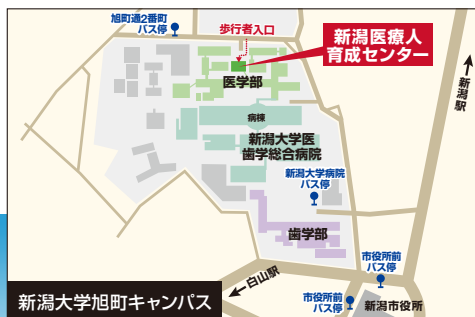 旭町通2番町
バス停
歩行者入口
新潟医療人
育成センター
新潟駅
医学部
病棟
新潟大学医
歯学総合病院
新潟大学病院
バス停
歯学部
市役所前
バス停
白山駅
市役所前
バス停
新潟市役所
新潟大学旭町キャンパス